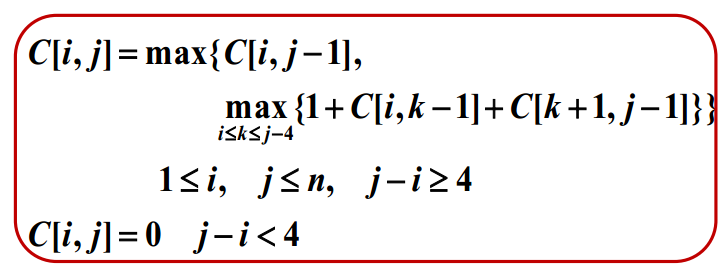 C[i, j] = max{C[i, j − 1],
max{1 + C[i, k − 1] + C[k + 1, j − 1]}}
i≤k≤j−4
1 ≤ i, j ≤ n, j − i ≥ 4
C[i, j] = 0 j − i < 4